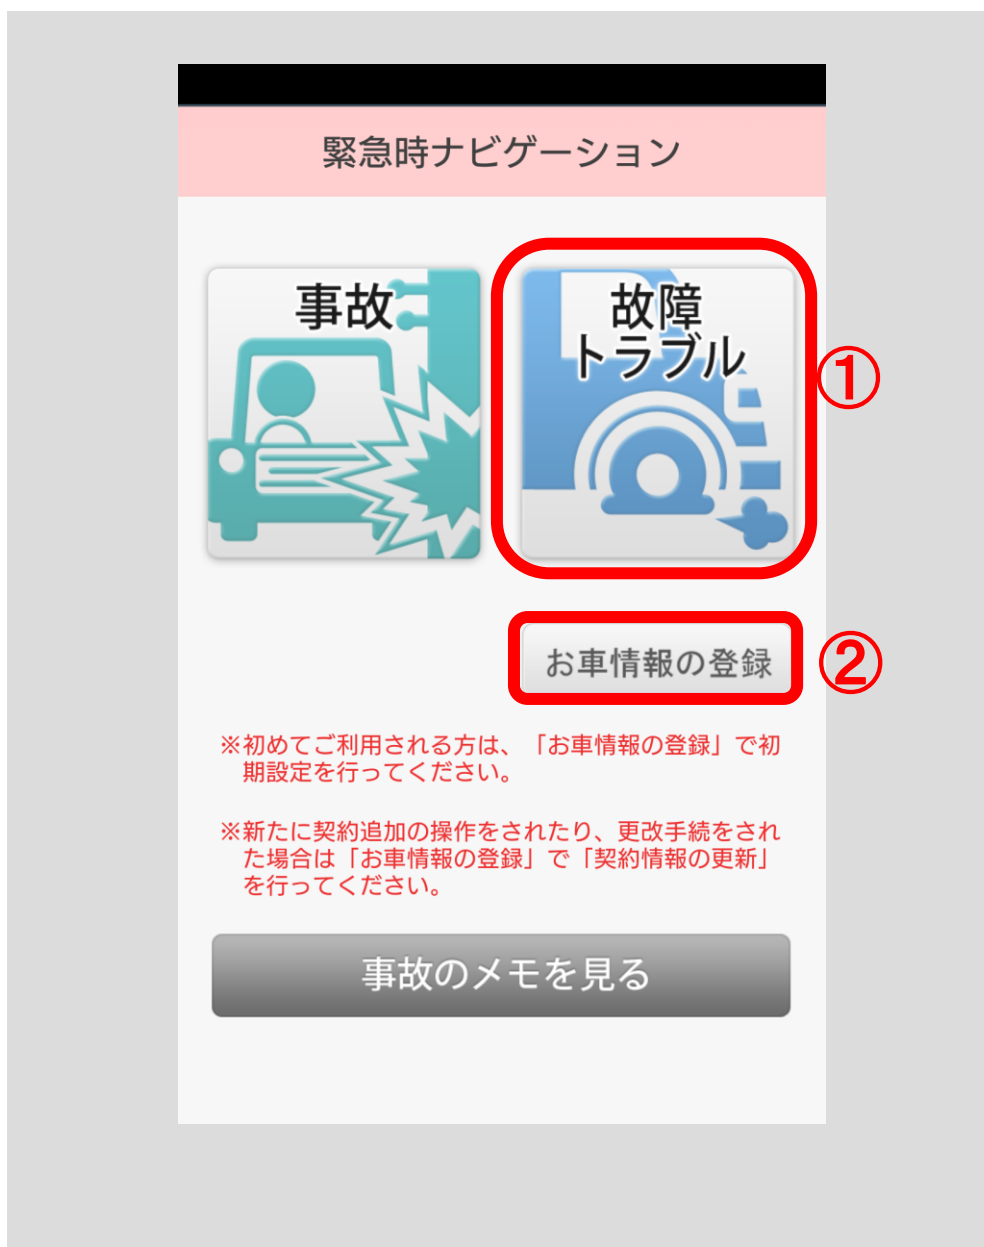 緊急時ナビゲーション
事故
故障
トラブル
①
お車情報の登録
②
※初めてご利用される方は、「お車情報の登録」で初
期設定を行ってください。
※新たに契約追加の操作をされたり、更改手続をされ
た場合は「お車情報の登録」で「契約情報の更新」
を行ってください。
事故のメモを見る